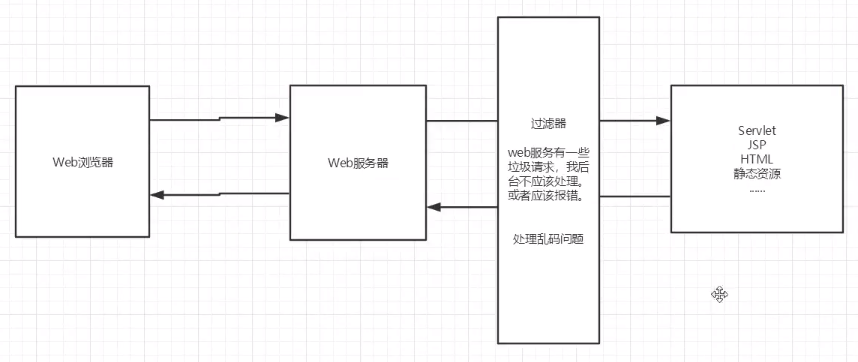 Web浏览器
Web服务器
过滤器
web服务有一些
垃圾请求，我后
台不应该处理。
或者应该报错。
处理乱码问题
Servlet
JSP
HTML
静态资源
......